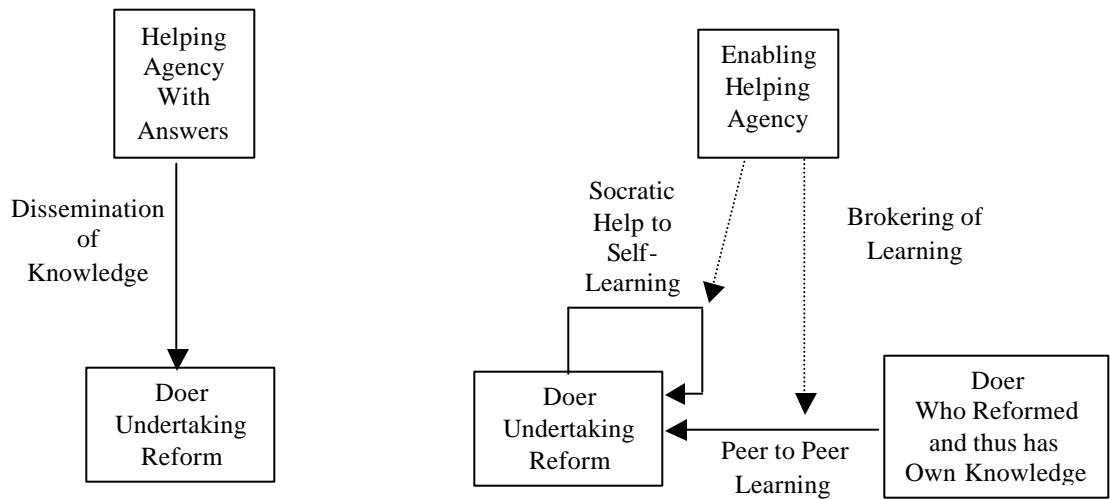 Helping
Agency
With
Answers
Dissemination
of
Knowledge
Doer
Undertaking
Reform
Enabling
Helping
Agency
Socratic
Help to
Self-
Learning
Brokering of
Learning
Doer
Undertaking
Reform
Peer to Peer
Learning
Doer
Who Reformed
and thus has
Own Knowledge